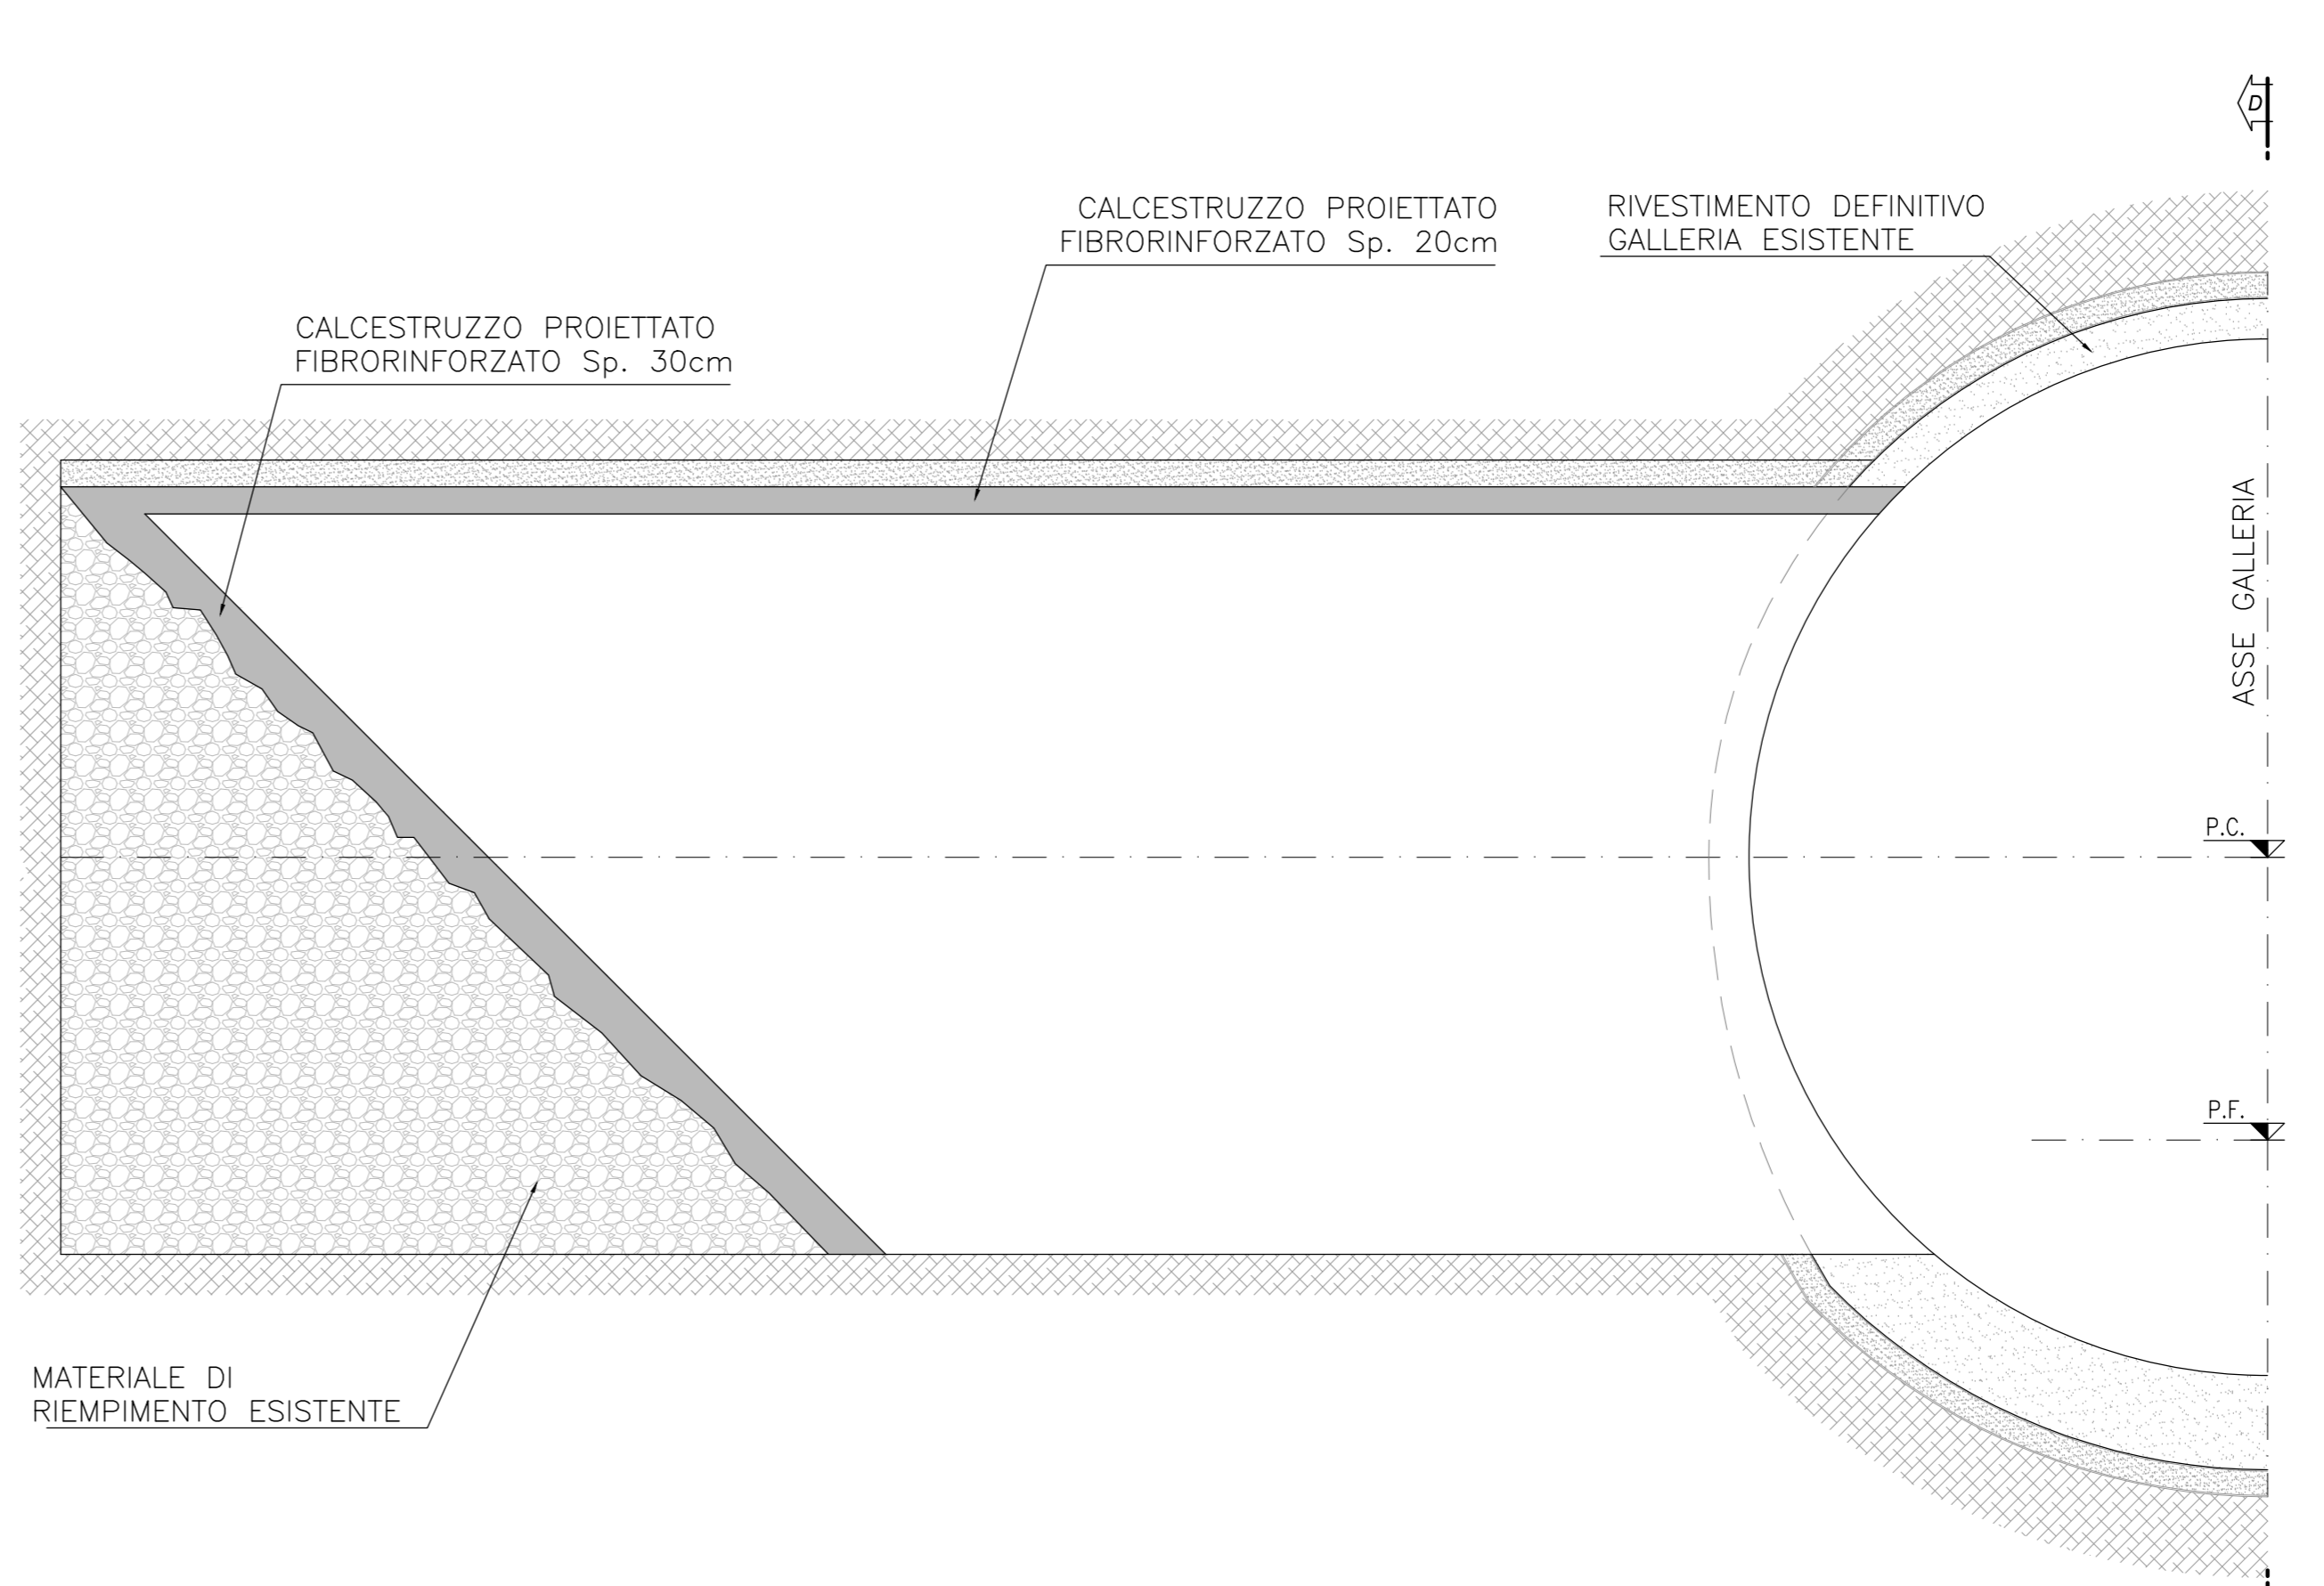 D
CALCESTRUZZO PROIETTATO
FIBRORINFORZATO Sp. 20cm
RIVESTIMENTO DEFINITIVO
GALLERIA ESISTENTE
CALCESTRUZZO PROIETTATO
FIBRORINFORZATO Sp. 30cm
ASSE GALLERIA
P.C.
P.F.
MATERIALE DI
RIEMPIMENTO ESISTENTE